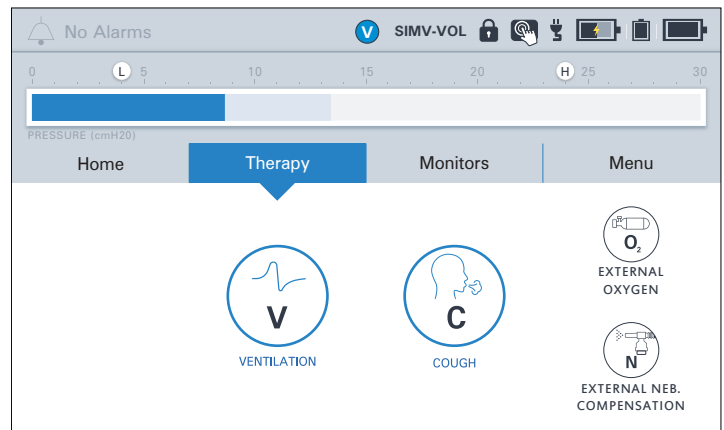 No Alarms
V SIMV-VOL
0 L 5 10 15 20 H 25 30
PRESSURE (cmH20)
Home Therapy Monitors Menu
V
VENTILATION
C
COUGH
O₂
EXTERNAL
OXYGEN
N
EXTERNAL NEB.
COMPENSATION